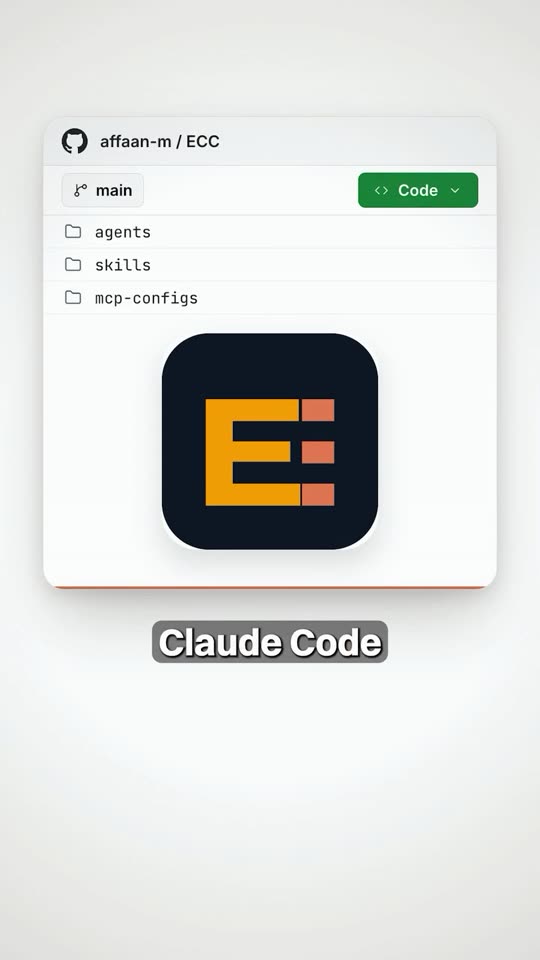 affaan-m / ECC
main
<> Code
agents
skills
mcp-configs
E
Claude Code